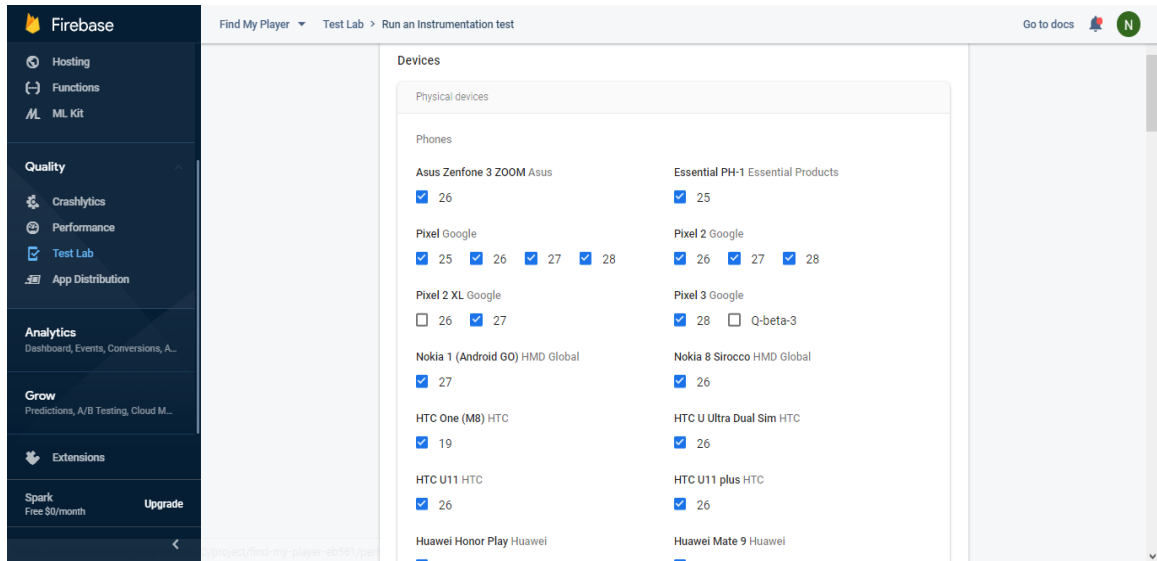 Firebase
Find My Player Test Lab > Run an Instrumentation test
Go to docs
N
Hosting
Functions
ML Kit
Quality
Crashlytics
Performance
Test Lab
App Distribution
Analytics
Dashboard, Events, Conversions, A...
Grow
Predictions, A/B Testing, Cloud M...
Extensions
Spark
Free $0/month
Upgrade
Devices
Physical devices
Phones
Asus Zenfone 3 ZOOM Asus
26
Essential PH-1 Essential Products
25
Pixel Google
25 26 27 28
Pixel 2 Google
26 27 28
Pixel 2 XL Google
26 27
Pixel 3 Google
28 Q-beta-3
Nokia 1 (Android GO) HMD Global
27
Nokia 8 Sirocco HMD Global
26
HTC One (M8) HTC
19
HTC U Ultra Dual Sim HTC
26
HTC U11 HTC
26
HTC U11 plus HTC
26
Huawei Honor Play Huawei
Huawei Mate 9 Huawei